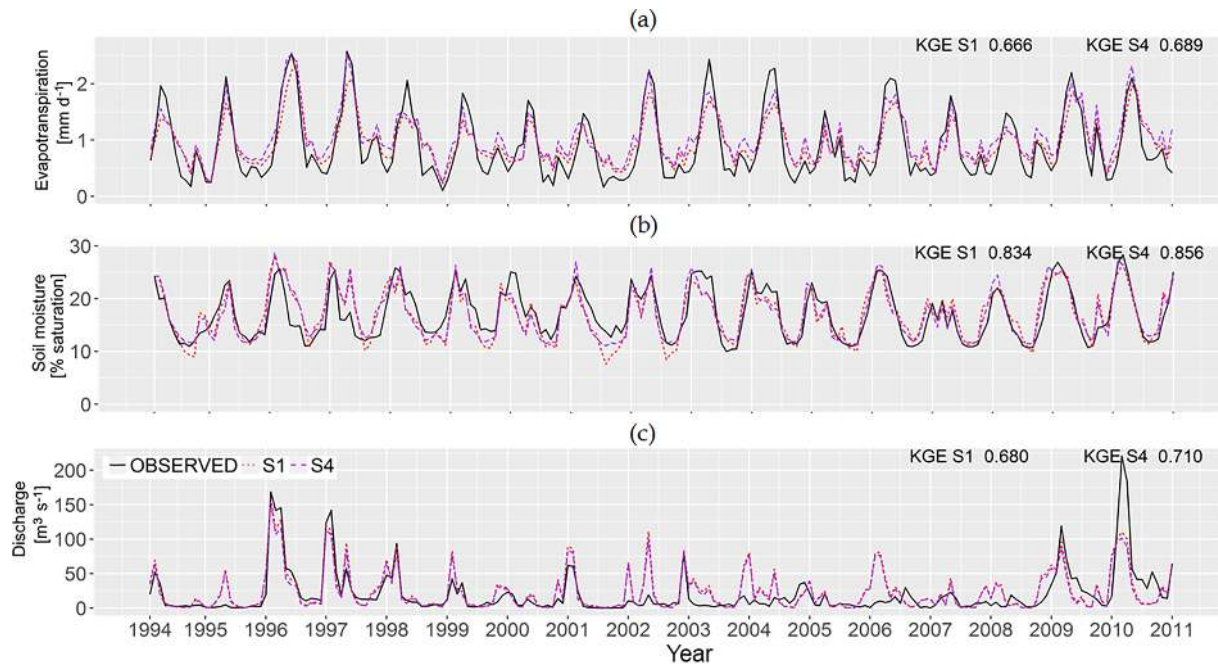 (a)
KGE S1 0.666 KGE S4 0.689
Evapotranspiration
[mm d⁻¹]
2
1
0
(b)
KGE S1 0.834 KGE S4 0.856
Soil moisture
[% saturation]
30
20
10
0
(c)
OBSERVED S1 S4 KGE S1 0.680 KGE S4 0.710
Discharge
[m³ s⁻¹]
200
150
100
50
0
1994 1995 1996 1997 1998 1999 2000 2001 2002 2003 2004 2005 2006 2007 2008 2009 2010 2011
Year